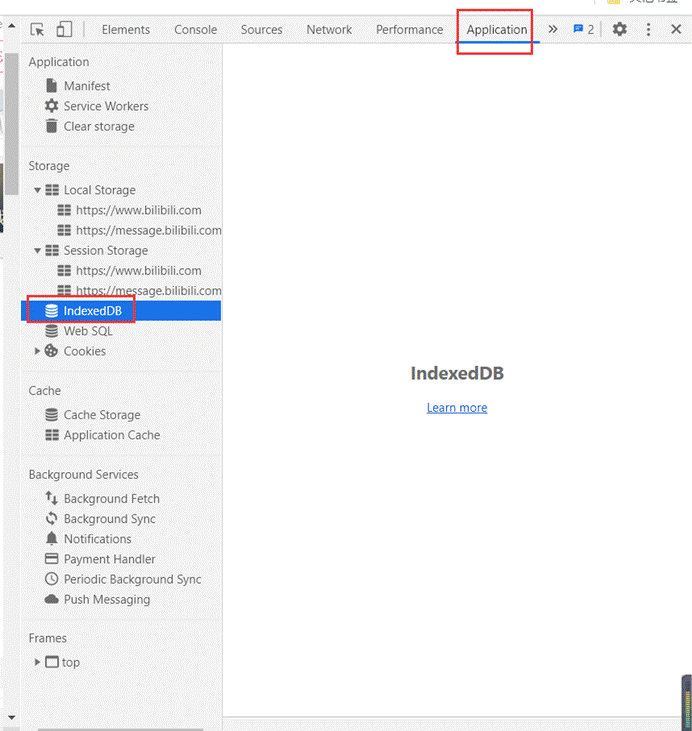 Elements Console Sources Network Performance Application » 2
Application
Manifest
Service Workers
Clear storage
Storage
Local Storage
https://www.bilibili.com
https://message.bilibili.com
Session Storage
https://www.bilibili.com
https://message.bilibili.com
IndexedDB
Web SQL
Cookies
Cache
Cache Storage
Application Cache
Background Services
Background Fetch
Background Sync
Notifications
Payment Handler
Periodic Background Sync
Push Messaging
Frames
top
IndexedDB
Learn more